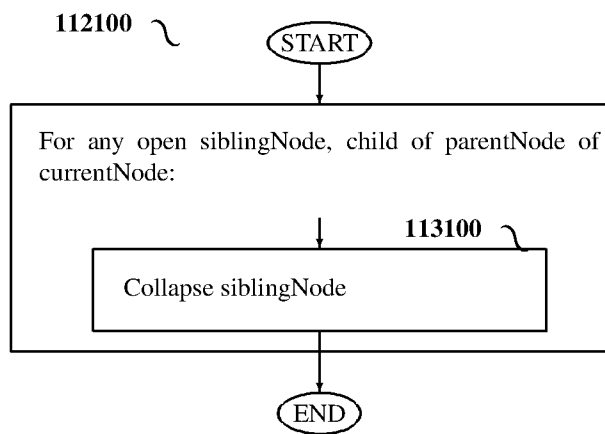 112100
START
For any open siblingNode, child of parentNode of
currentNode:
113100
Collapse siblingNode
END